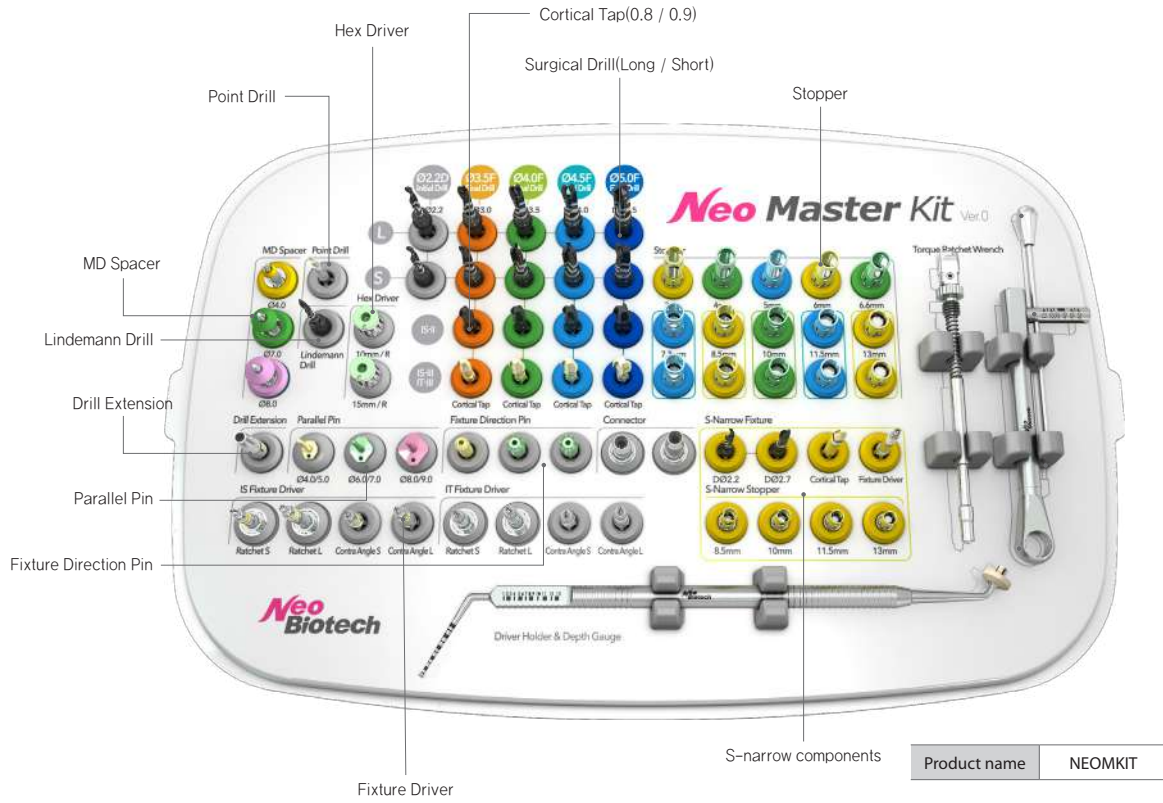 Cortical Tap(0.8 / 0.9)
Hex Driver
Surgical Drill(Long / Short)
Point Drill
Stopper
Ø2.2D Ø3.5F Ø4.0F Ø4.5F Ø5.0F
Neo Master Kit Ver.0
L
MD Spacer Point Drill
Torque Ratchet Wrench
MD Spacer
S
Ø4.0
5mm 6mm 6.6mm
Hex Driver
Lindemann Drill
IS-II
Ø7.0
Lindemann
Drill
10mm / R
8.5mm 10mm 11.5mm 13mm
IS-III
IT-III
Ø8.0
15mm / R
Cortical Tap Cortical Tap Cortical Tap Cortical Tap
Drill Extension
Drill Extension Parallel Pin Fixture Direction Pin Connector S-Narrow Fixture
Ø4.0/5.0 Ø6.0/7.0 Ø8.0/9.0
DØ2.2 DØ2.7 Cortical Tap Fixture Driver
Parallel Pin
IS Fixture Driver IT Fixture Driver S-Narrow Stopper
Ratchet S Ratchet L Contra Angle S Contra Angle L Ratchet S Ratchet L Contra Angle S Contra Angle L
8.5mm 10mm 11.5mm 13mm
Fixture Direction Pin
Neo
Biotech
Driver Holder & Depth Gauge
S-narrow components
Product name NEOMKIT
Fixture Driver